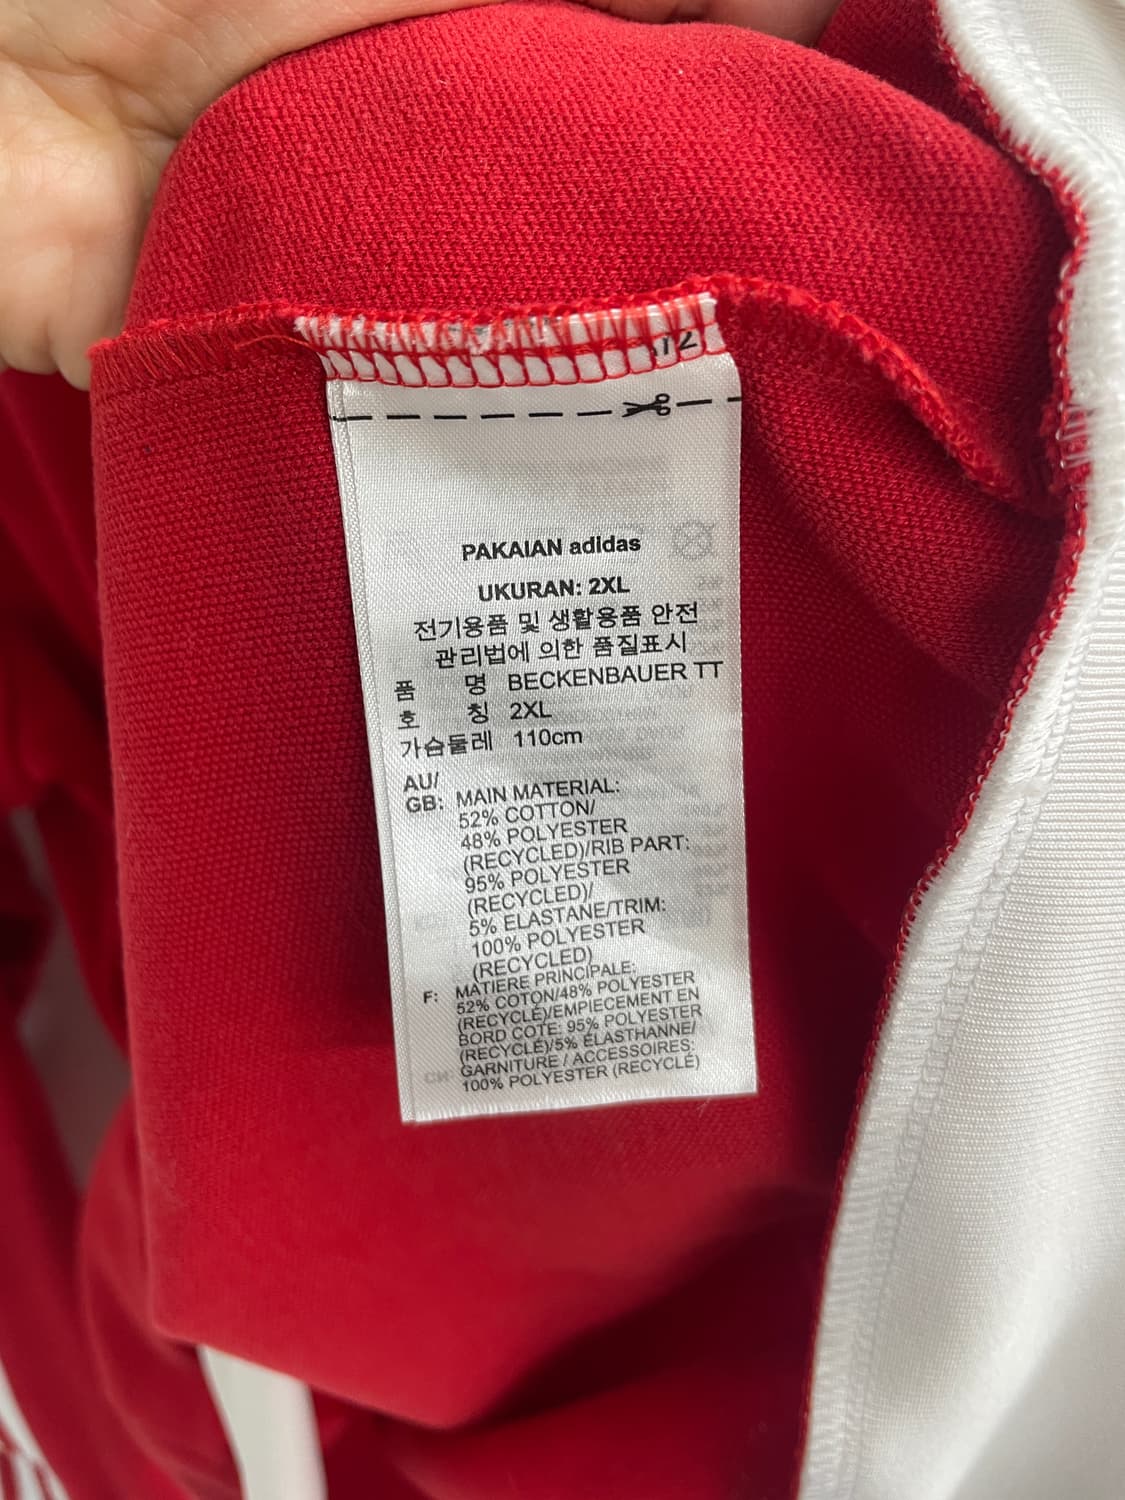 PAKAIAN adidas
UKURAN: 2XL
전기용품 및 생활용품 안전
관리법에 의한 품질표시
품 명 BECKENBAUER TT
호 칭 2XL
가슴둘레 110cm
AU/
GB: MAIN MATERIAL:
52% COTTON/
48% POLYESTER
(RECYCLED)/RIB PART:
95% POLYESTER
(RECYCLED)/
5% ELASTANE/TRIM:
100% POLYESTER
(RECYCLED)
F: MATIERE PRINCIPALE:
52% COTON/48% POLYESTER
(RECYCLÉ)/EMPIECEMENT EN
BORD COTE: 95% POLYESTER
(RECYCLÉ)/5% ÉLASTHANNE/
GARNITURE / ACCESSOIRES:
100% POLYESTER (RECYCLÉ)